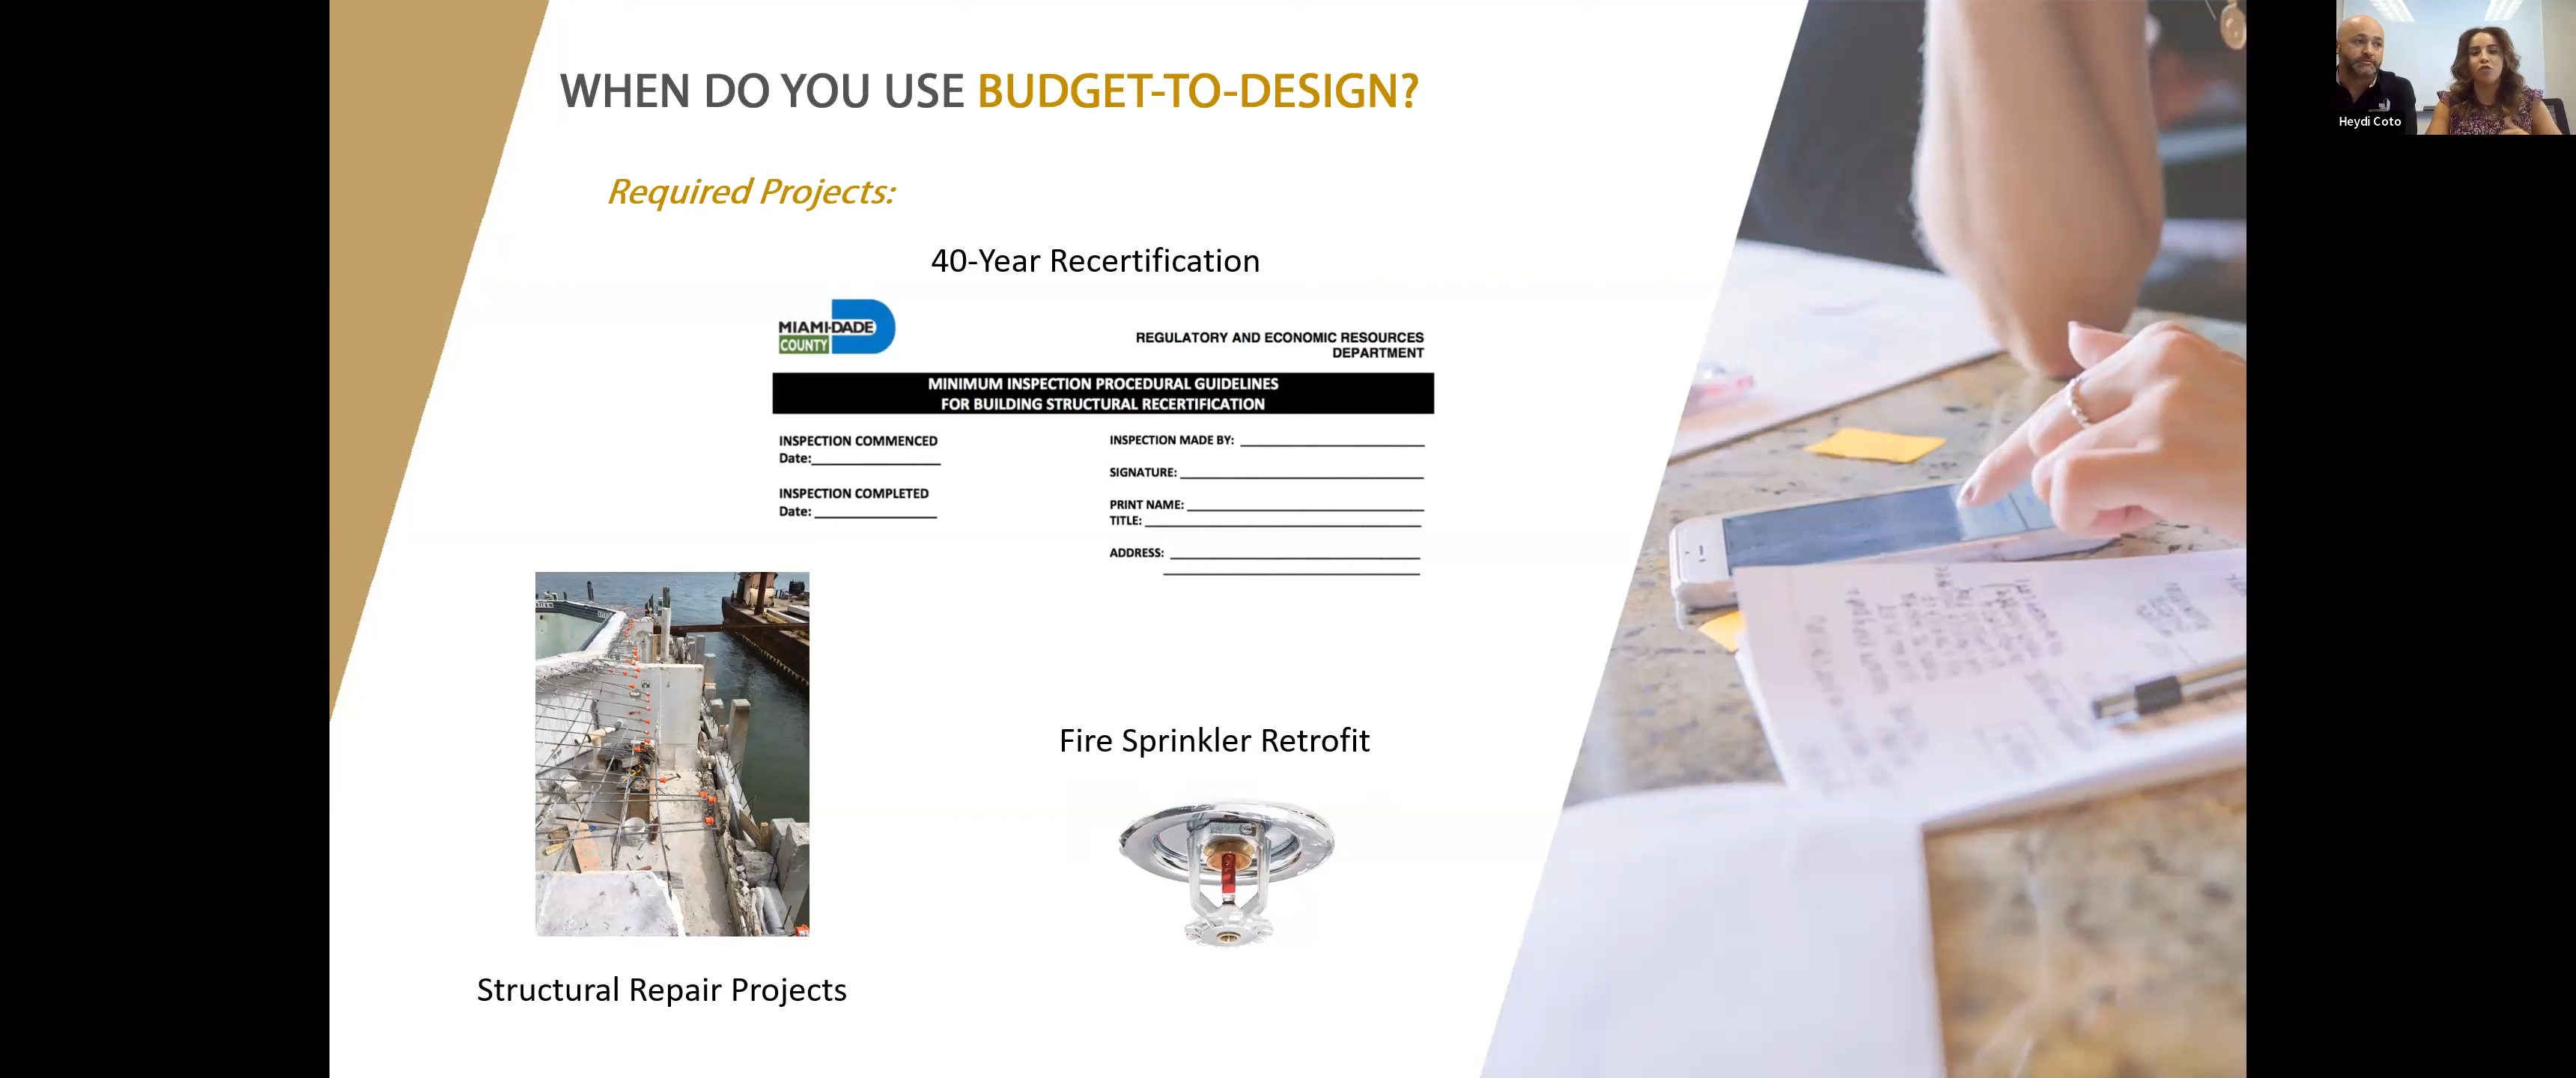 WHEN DO YOU USE BUDGET-TO-DESIGN?
Required Projects:
40-Year Recertification
MIAMI-DADE
COUNTY
REGULATORY AND ECONOMIC RESOURCES
DEPARTMENT
MINIMUM INSPECTION PROCEDURAL GUIDELINES
FOR BUILDING STRUCTURAL RECERTIFICATION
INSPECTION COMMENCED
Date:
INSPECTION COMPLETED
Date:
INSPECTION MADE BY:
SIGNATURE:
PRINT NAME:
TITLE:
ADDRESS:
Fire Sprinkler Retrofit
Structural Repair Projects
Heydi Coto